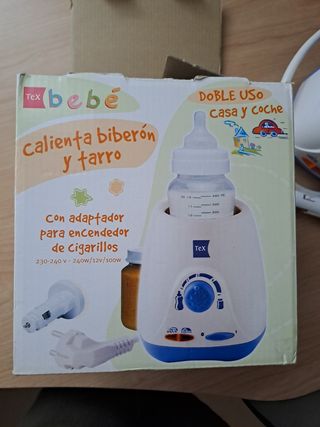 TEX
bebé
DOBLE USO
Casa y coche
Calienta biberón
y tarro
Con adaptador
para encendedor
de Cigarillos
230-240 V - 240W/12V/100W
TEX